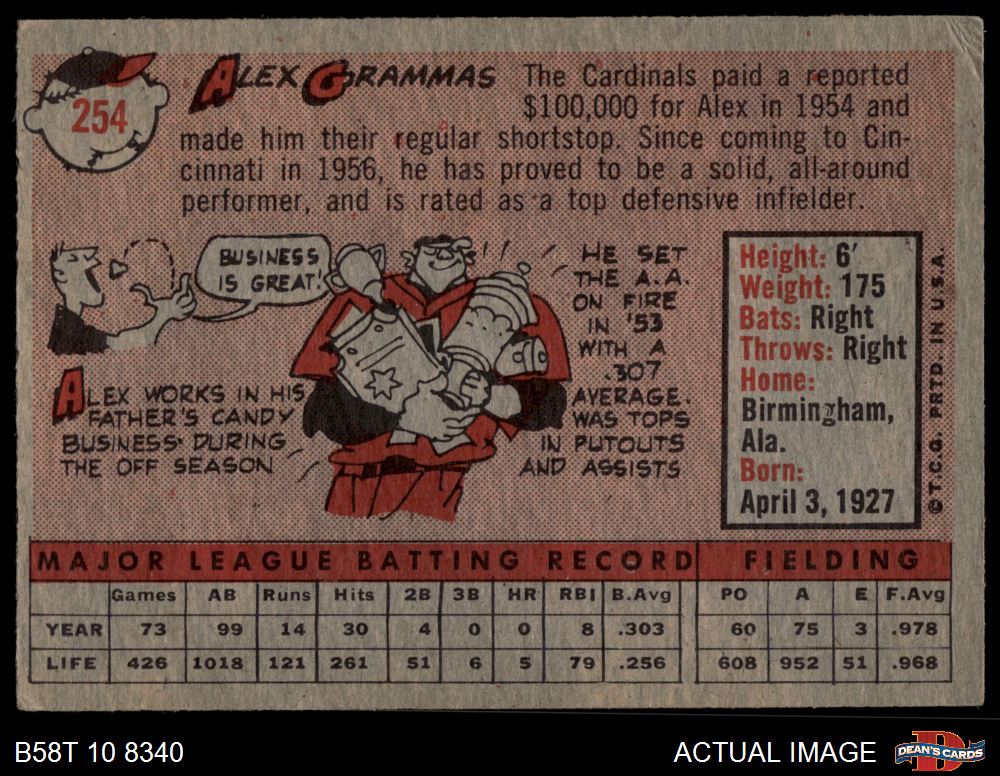 254
ALEX GRAMMAS
The Cardinals paid a reported
$100,000 for Alex in 1954 and
made him their regular shortstop. Since coming to Cin-
cinnati in 1956, he has proved to be a solid, all-around
performer, and is rated as a top defensive infielder.
BUSINESS
IS GREAT!
ALEX WORKS IN HIS
FATHER'S CANDY
BUSINESS DURING
THE OFF SEASON
HE SET
THE A.A.
ON FIRE
IN '53
WITH A
.307
AVERAGE.
WAS TOPS
IN PUTOUTS
AND ASSISTS
Height: 6'
Weight: 175
Bats: Right
Throws: Right
Home:
Birmingham,
Ala.
Born:
April 3, 1927
© T.C.G. PRTD. IN U.S.A.
MAJOR LEAGUE BATTING RECORD FIELDING
Games AB Runs Hits 2B 3B HR RBI B.Avg PO A E F.Avg
YEAR 73 99 14 30 4 0 0 8 .303 60 75 3 .978
LIFE 426 1018 121 261 51 6 5 79 .256 608 952 51 .968
B58T 10 8340
ACTUAL IMAGE
DEAN'S CARDS